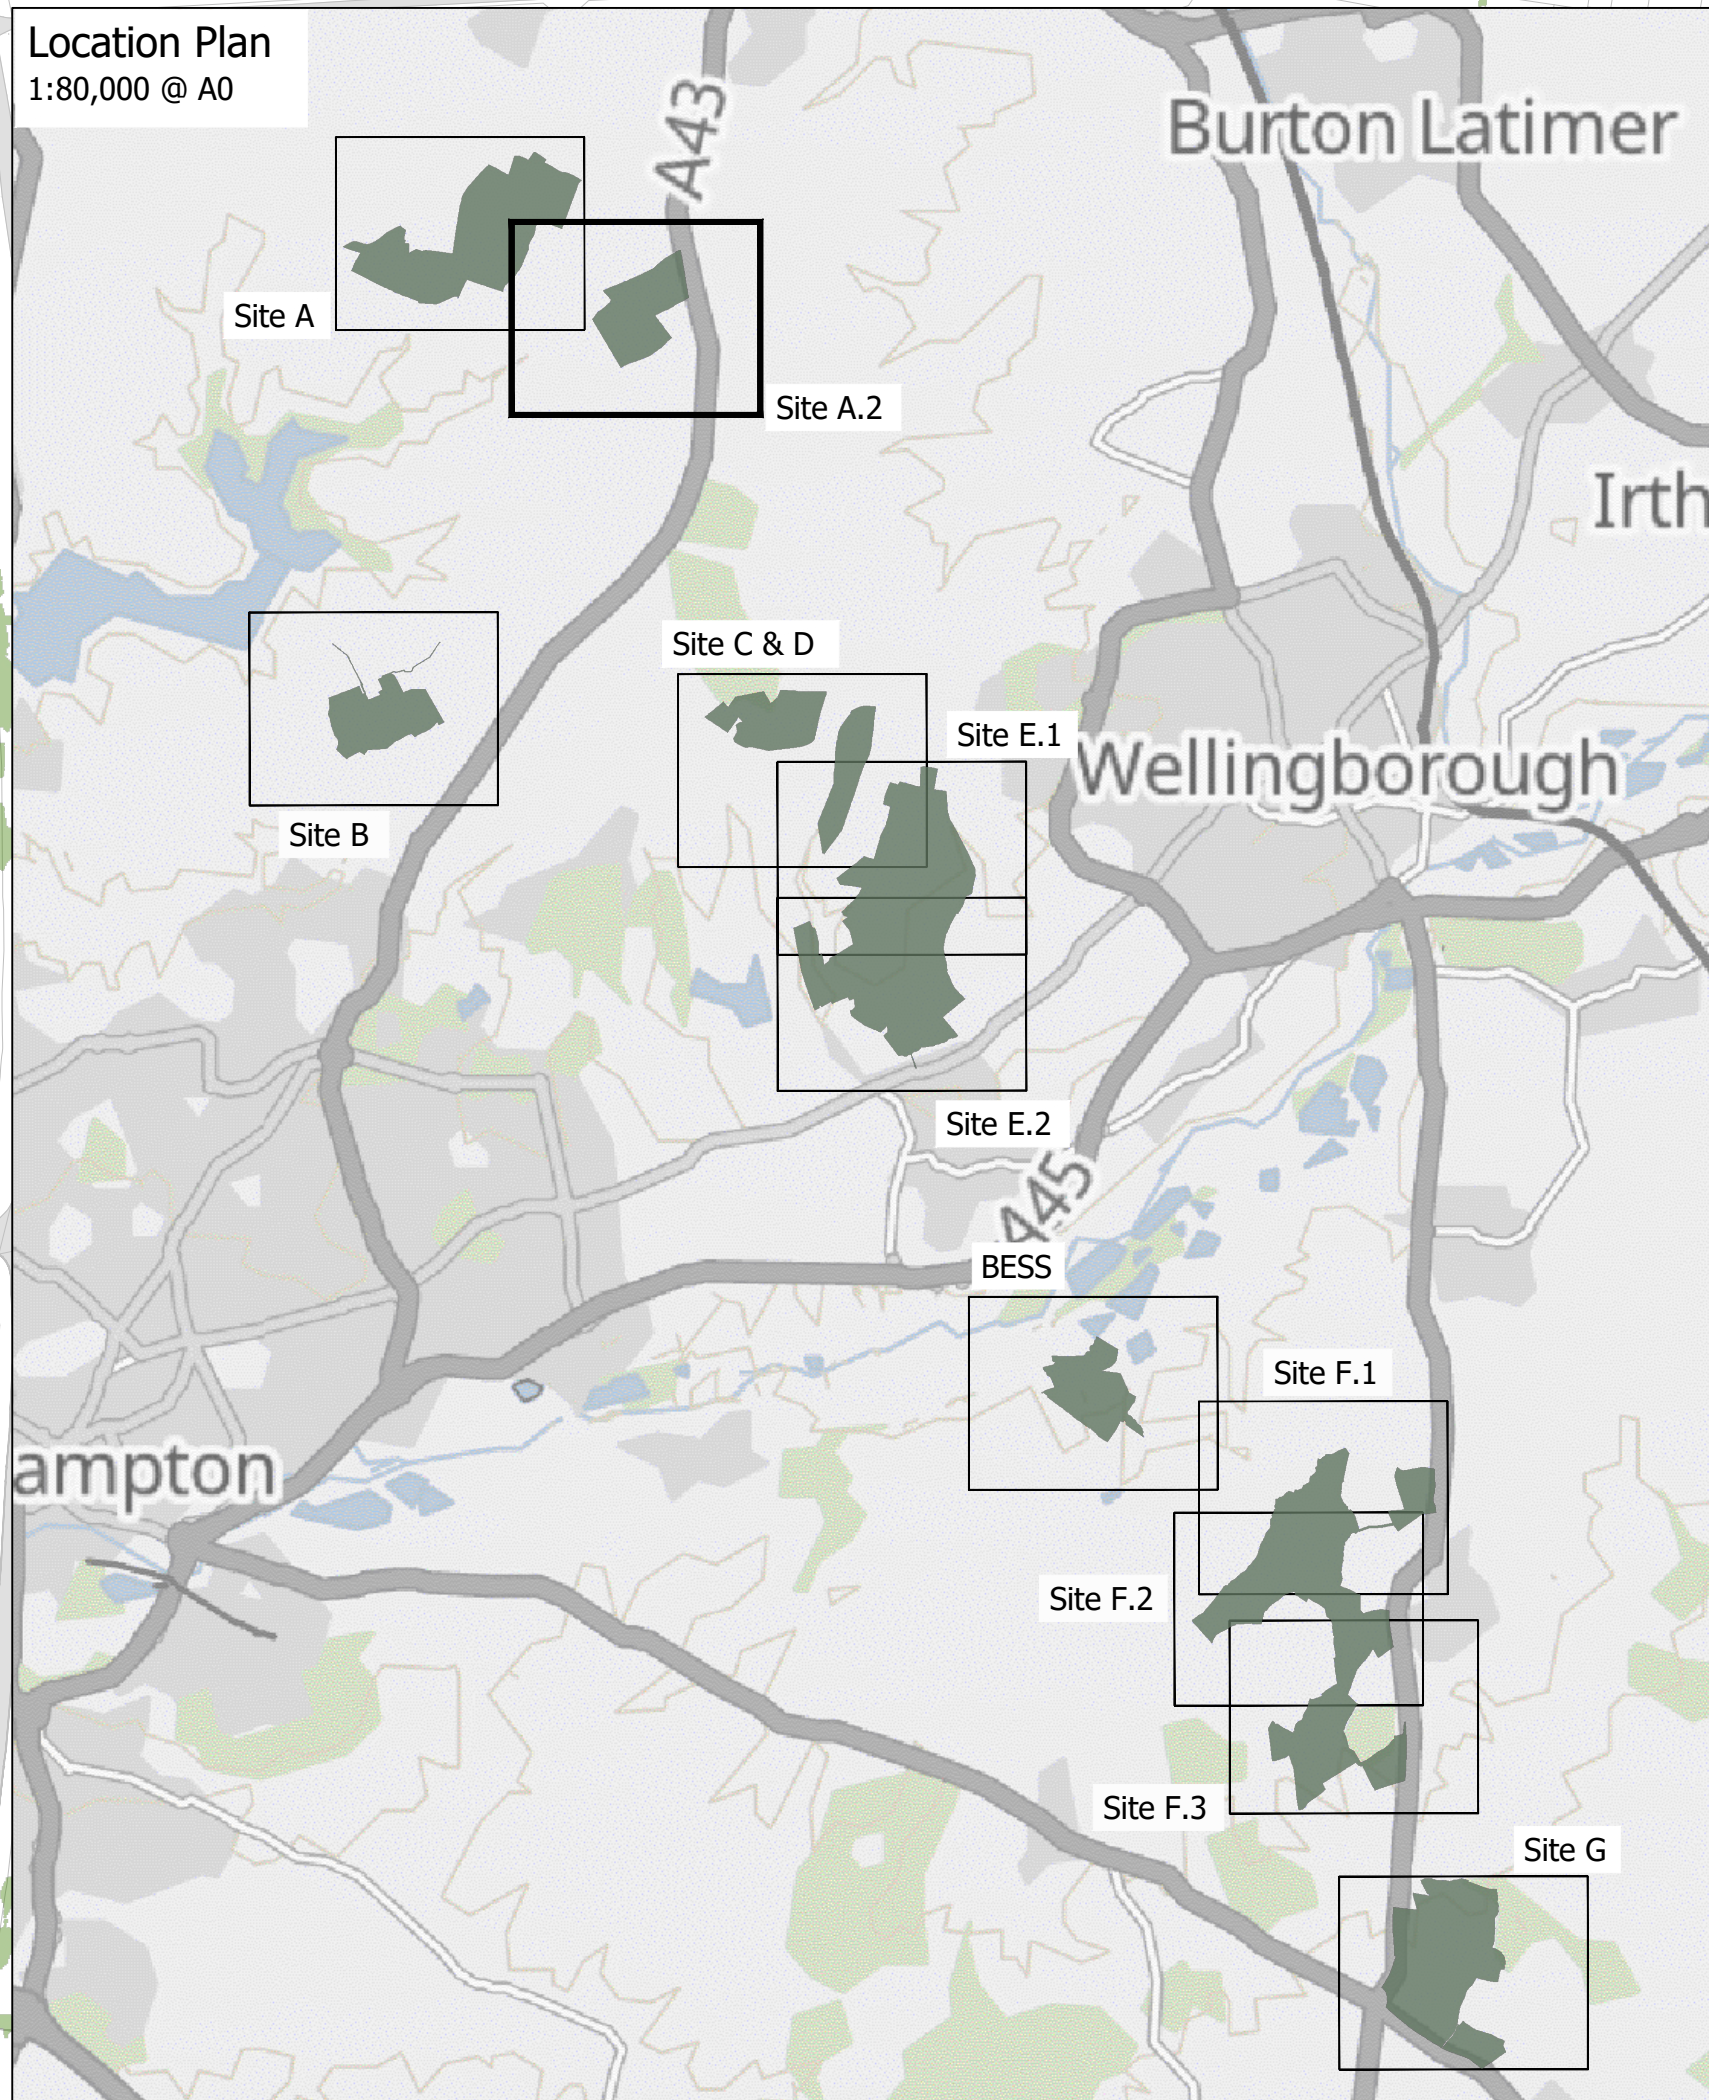 Location Plan
1:80,000 @ A0
A43
Burton Latimer
Site A
Site A.2
Irth
Site C & D
Site E.1
Wellingborough
Site B
Site E.2
A45
BESS
Site F.1
ampton
Site F.2
Site F.3
Site G